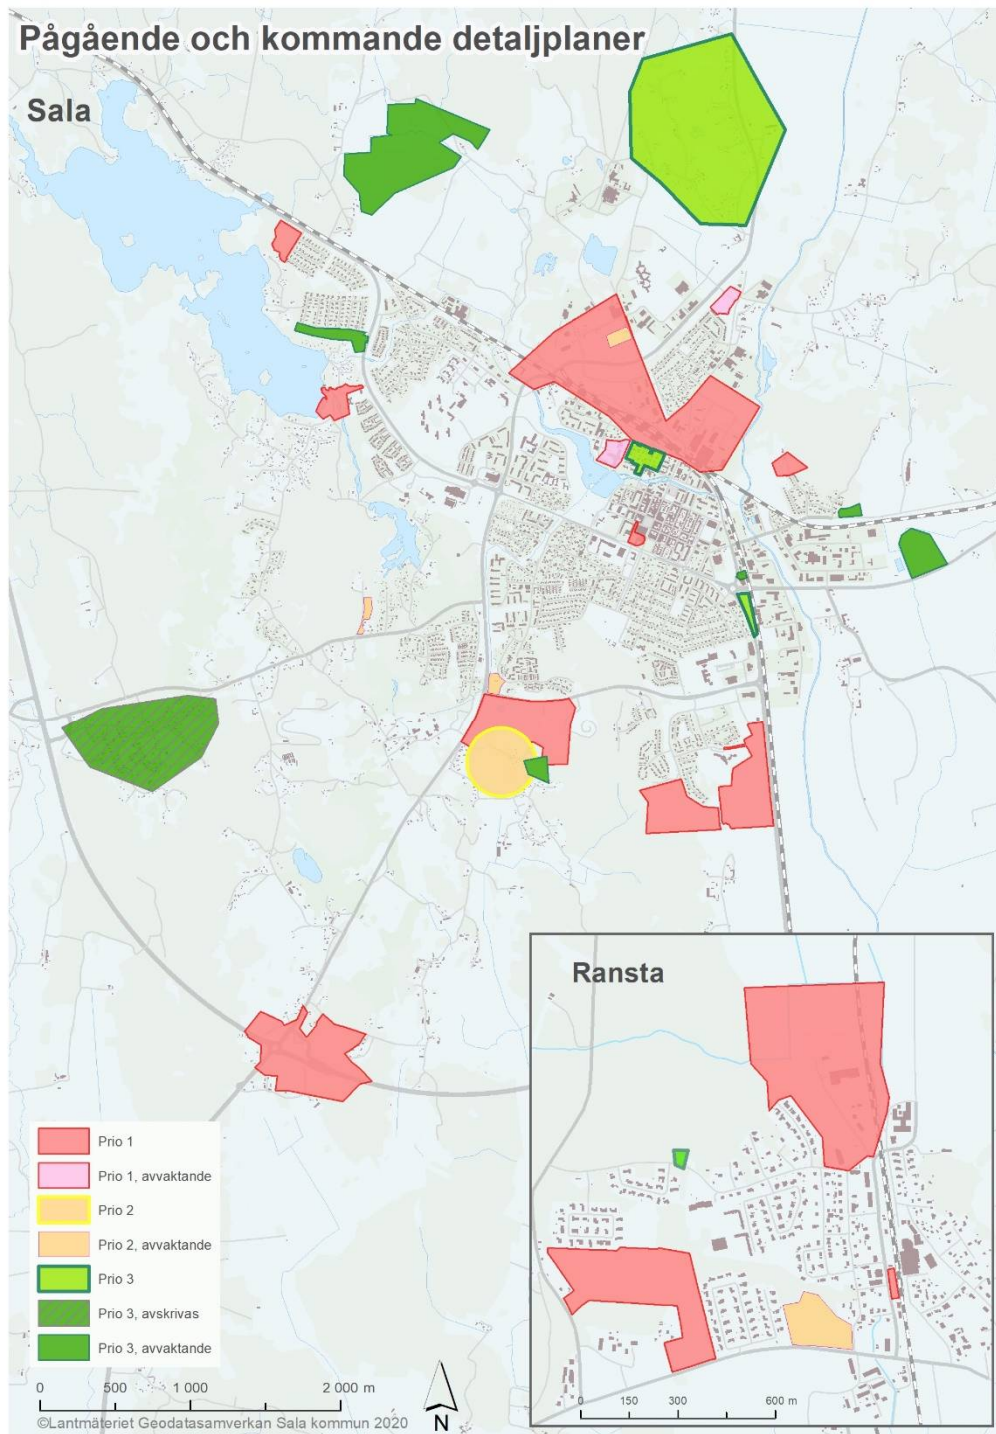 Pågående och kommande detaljplaner
Sala
Ransta
Prio 1
Prio 1, avvaktande
Prio 2
Prio 2, avvaktande
Prio 3
Prio 3, avskrivas
Prio 3, avvaktande
0 500 1 000 2 000 m
©Lantmäteriet Geodatasamverkan Sala kommun 2020
N
0 150 300 600 m